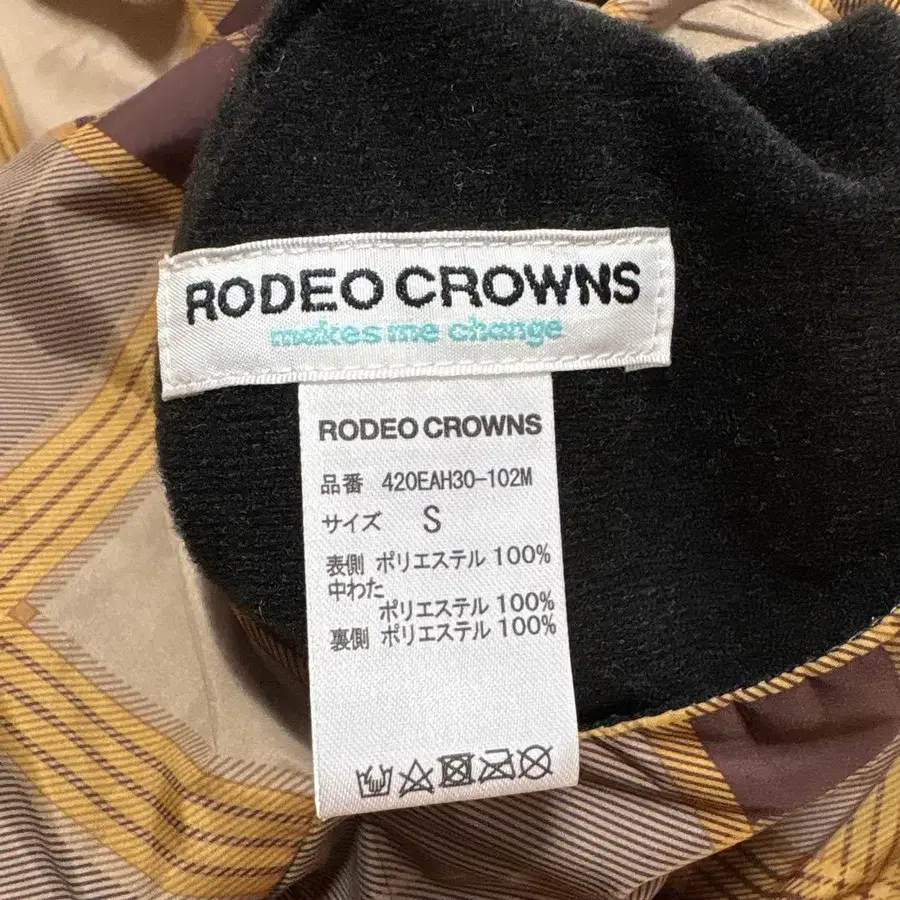 RODEO CROWNS
makes me change
RODEO CROWNS
品番 420EAH30-102M
サイズ S
表側 ポリエステル 100%
中わた
ポリエステル 100%
裏側 ポリエステル 100%